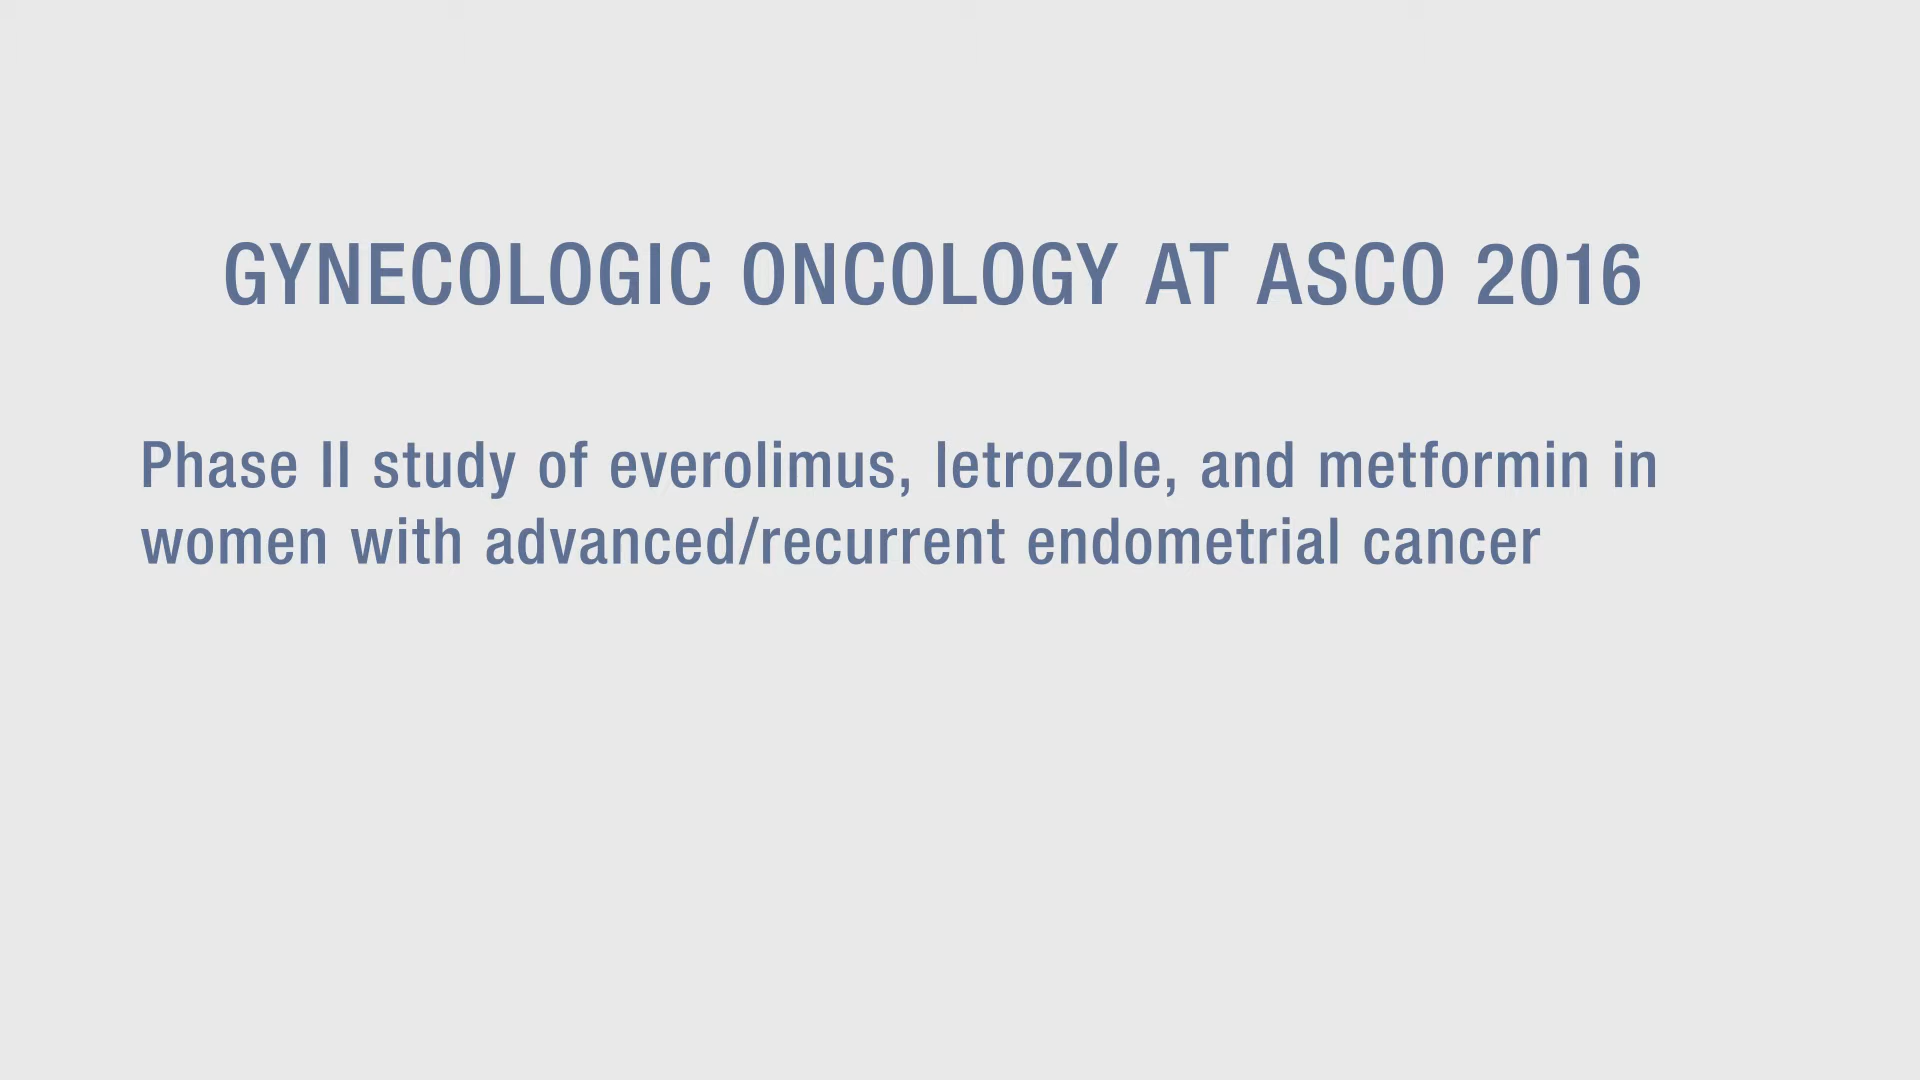 GYNECOLOGIC ONCOLOGY AT ASCO 2016
Phase II study of everolimus, letrozole, and metformin in
women with advanced/recurrent endometrial cancer